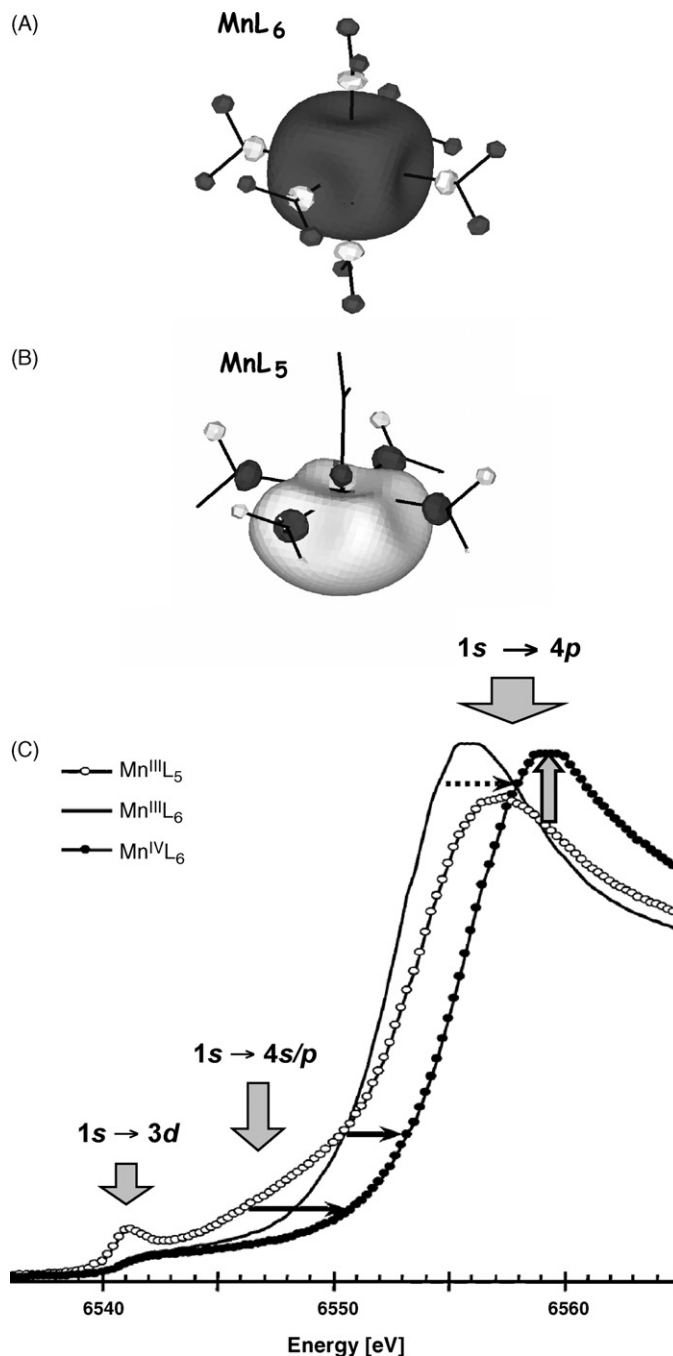 (A)
MnL6
(B)
MnL5
1s → 4p
(C)
MnIIIL5
MnIIIL6
MnIVL6
1s → 4s/p
1s → 3d
6540 6550 6560
Energy [eV]